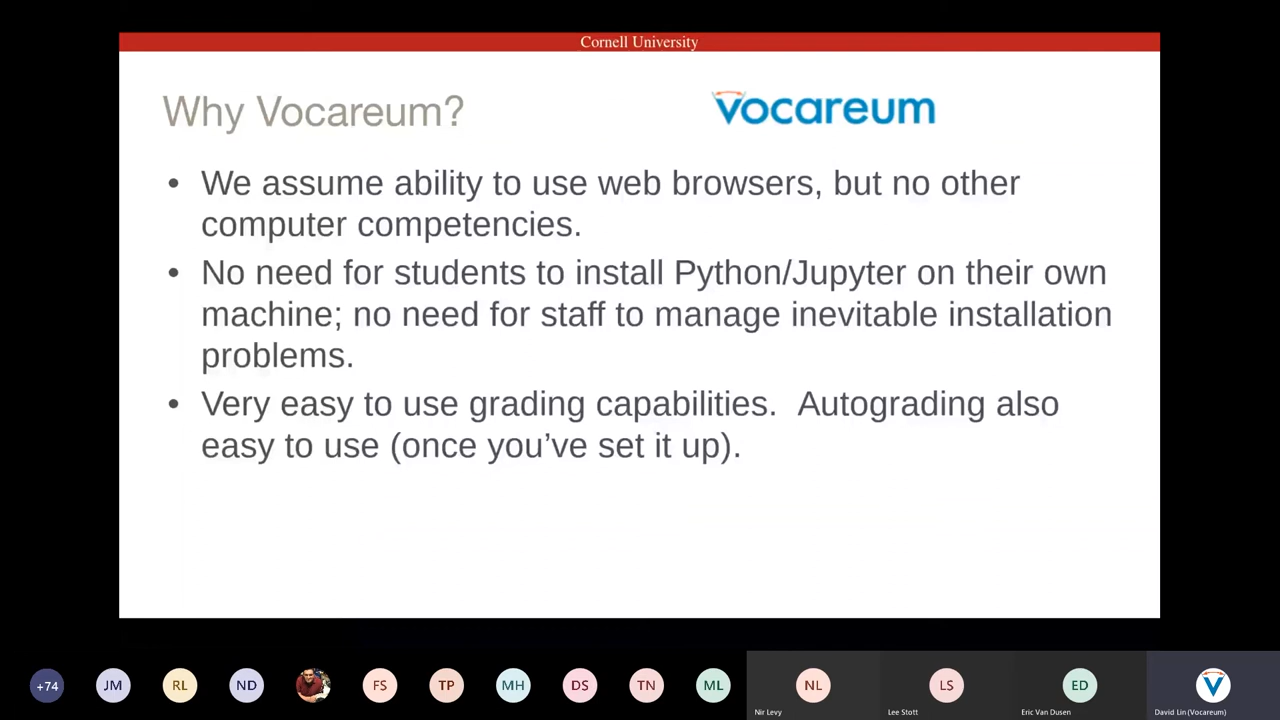 Cornell University
Why Vocareum?
vocareum
• We assume ability to use web browsers, but no other
computer competencies.
• No need for students to install Python/Jupyter on their own
machine; no need for staff to manage inevitable installation
problems.
• Very easy to use grading capabilities.  Autograding also
easy to use (once you’ve set it up).
+74
JM
RL
ND
FS
TP
MH
DS
TN
ML
NL
LS
ED
V
Nir Levy
Lee Stott
Eric Van Dusen
David Lin (Vocareum)